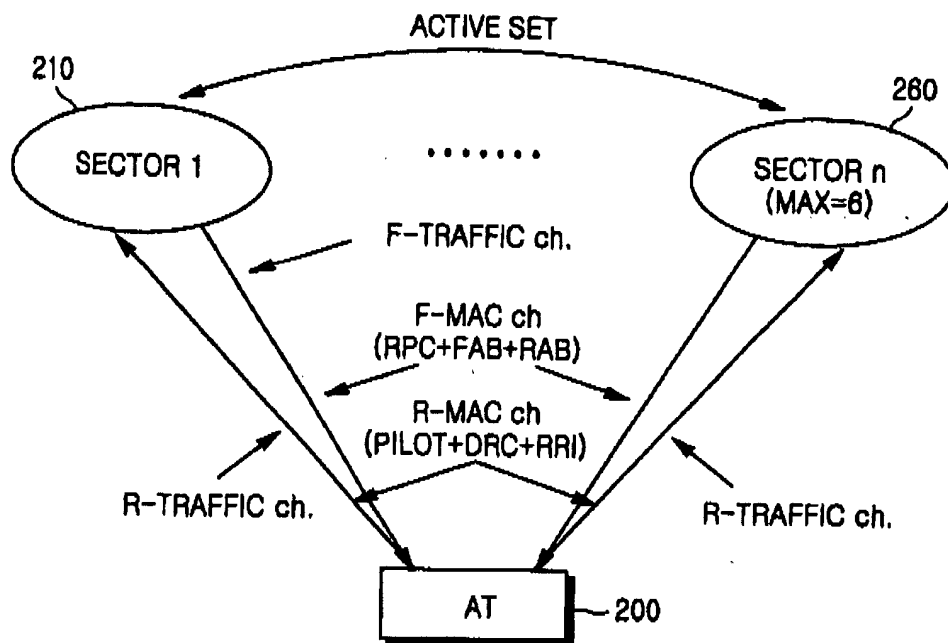 ACTIVE SET
210
260
SECTOR 1
.......
SECTOR n
(MAX=6)
F-TRAFFIC ch.
F-MAC ch
(RPC+FAB+RAB)
R-MAC ch
(PILOT+DRC+RRI)
R-TRAFFIC ch.
R-TRAFFIC ch.
AT
200